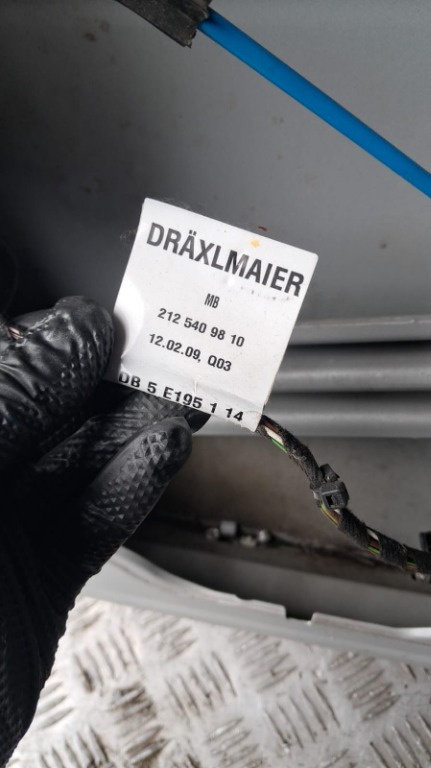 DRÄXLMAIER
MB
212 540 98 10
12.02.09, Q03
DB 5 E195 1 14